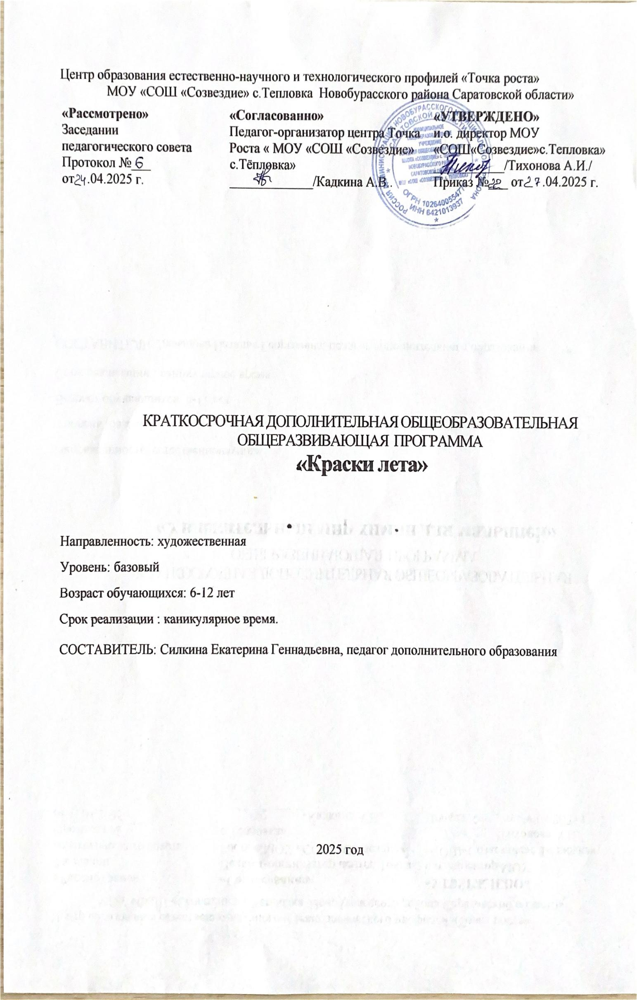 Центр образования естественно-научного и технологического профилей «Точка роста»
МОУ «СОШ «Созвездие» с.Тепловка Новобурасского района Саратовской области»
«Рассмотрено»
Заседании
педагогического совета
Протокол № 6
от 24.04.2025 г.
«Согласованно»
Педагог-организатор центра Точка
Роста « МОУ «СОШ «Созвездие»
с.Тёпловка»
____________/Кадкина А.В..
«УТВЕРЖДЕНО»
и.о. директор МОУ
«СОШ«Созвездие»с.Тепловка»
__________/Тихонова А.И./
Приказ № от 27.04.2025 г.
ОГРН 102640055477
ИНН 6421013937
КРАТКОСРОЧНАЯ ДОПОЛНИТЕЛЬНАЯ ОБЩЕОБРАЗОВАТЕЛЬНАЯ
ОБЩЕРАЗВИВАЮЩАЯ ПРОГРАММА
«Краски лета»
Направленность: художественная
Уровень: базовый
Возраст обучающихся: 6-12 лет
Срок реализации : каникулярное время.
СОСТАВИТЕЛЬ: Силкина Екатерина Геннадьевна, педагог дополнительного образования
2025 год